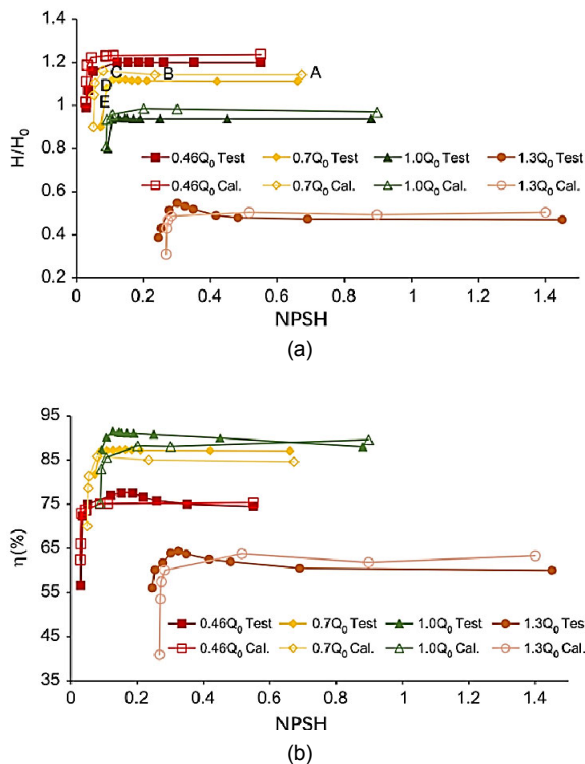 H/H₀
1.4
1.2
1
0.8
0.6
0.4
0.2
A
B
C
D
E
0.46Q₀ Test 0.7Q₀ Test 1.0Q₀ Test 1.3Q₀ Test
0.46Q₀ Cal. 0.7Q₀ Cal. 1.0Q₀ Cal. 1.3Q₀ Cal.
0 0.2 0.4 0.6 0.8 1 1.2 1.4
NPSH
(a)
η(%)
95
85
75
65
55
45
35
0.46Q₀ Test 0.7Q₀ Test 1.0Q₀ Test 1.3Q₀ Test
0.46Q₀ Cal. 0.7Q₀ Cal. 1.0Q₀ Cal. 1.3Q₀ Cal.
0 0.2 0.4 0.6 0.8 1 1.2 1.4
NPSH
(b)